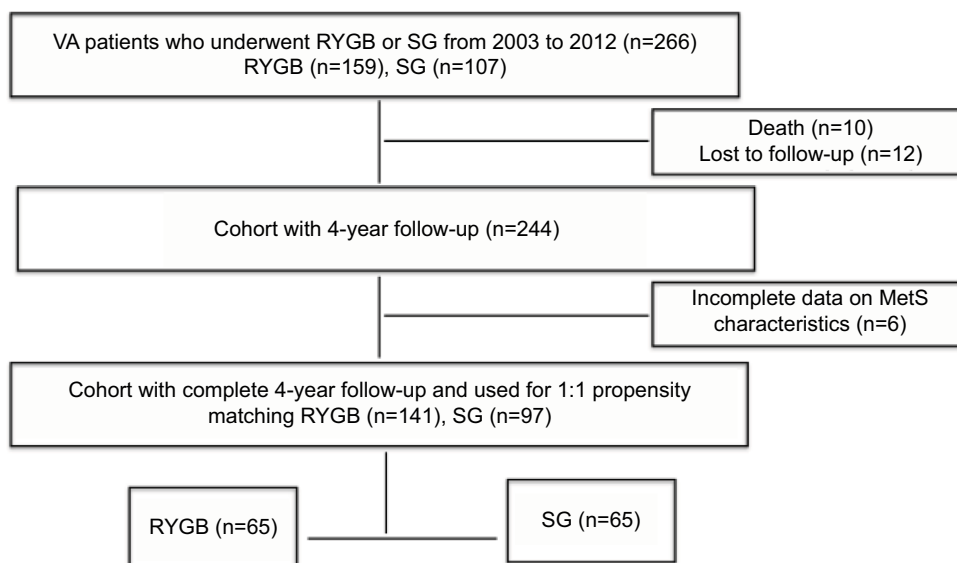 VA patients who underwent RYGB or SG from 2003 to 2012 (n=266)
RYGB (n=159), SG (n=107)
Death (n=10)
Lost to follow-up (n=12)
Cohort with 4-year follow-up (n=244)
Incomplete data on MetS
characteristics (n=6)
Cohort with complete 4-year follow-up and used for 1:1 propensity
matching RYGB (n=141), SG (n=97)
RYGB (n=65)
SG (n=65)